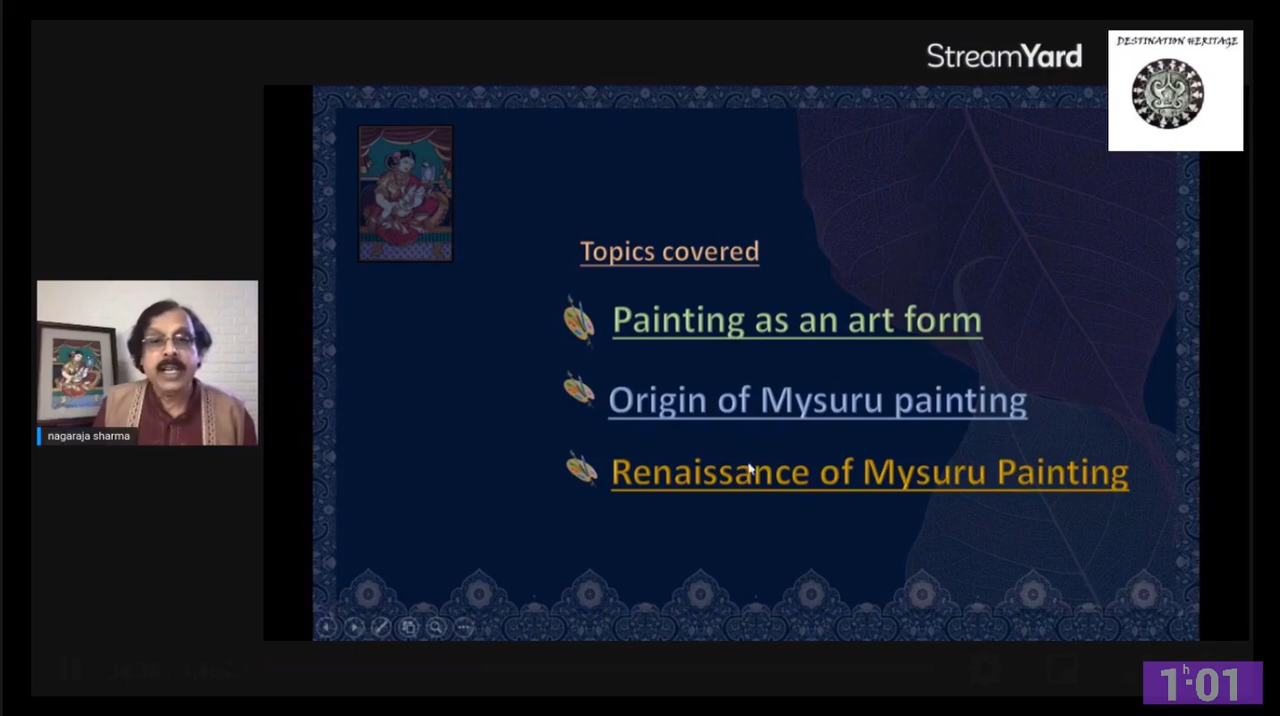 StreamYard
DESTINATION HERITAGE
Topics covered
Painting as an art form
Origin of Mysuru painting
Renaissance of Mysuru Painting
nagaraja sharma
1h:01